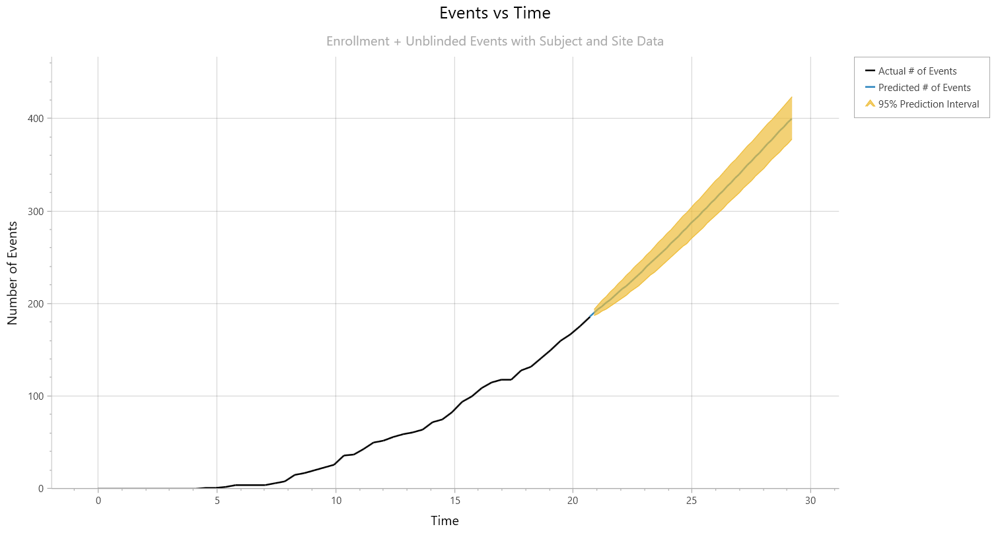 Events vs Time
Enrollment + Unblinded Events with Subject and Site Data
Actual # of Events
Predicted # of Events
95% Prediction Interval
Number of Events
400
300
200
100
0
0 5 10 15 20 25 30
Time